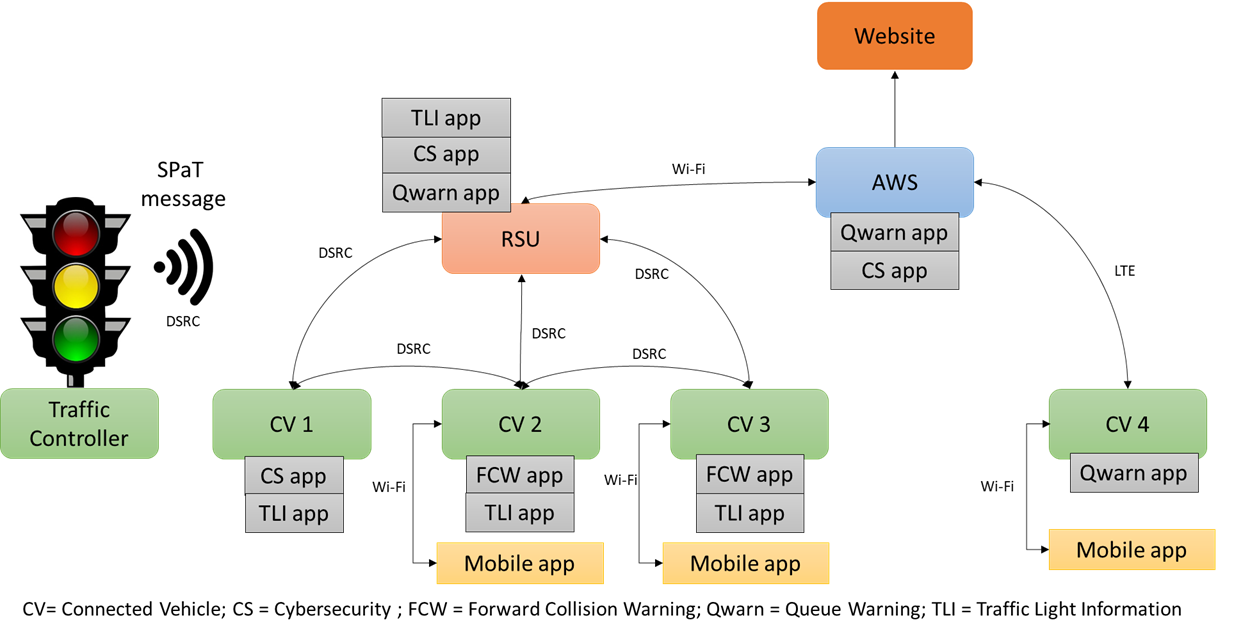 Website
TLI app
CS app
Qwarn app
SPaT
message
Wi-Fi
AWS
RSU
Qwarn app
CS app
DSRC
DSRC
LTE
DSRC
DSRC
DSRC
DSRC
Traffic
Controller
CV 1
CV 2
CV 3
CV 4
CS app
TLI app
Wi-Fi
FCW app
TLI app
Wi-Fi
FCW app
TLI app
Wi-Fi
Qwarn app
Mobile app
Mobile app
Mobile app
CV= Connected Vehicle; CS = Cybersecurity ; FCW = Forward Collision Warning; Qwarn = Queue Warning; TLI = Traffic Light Information